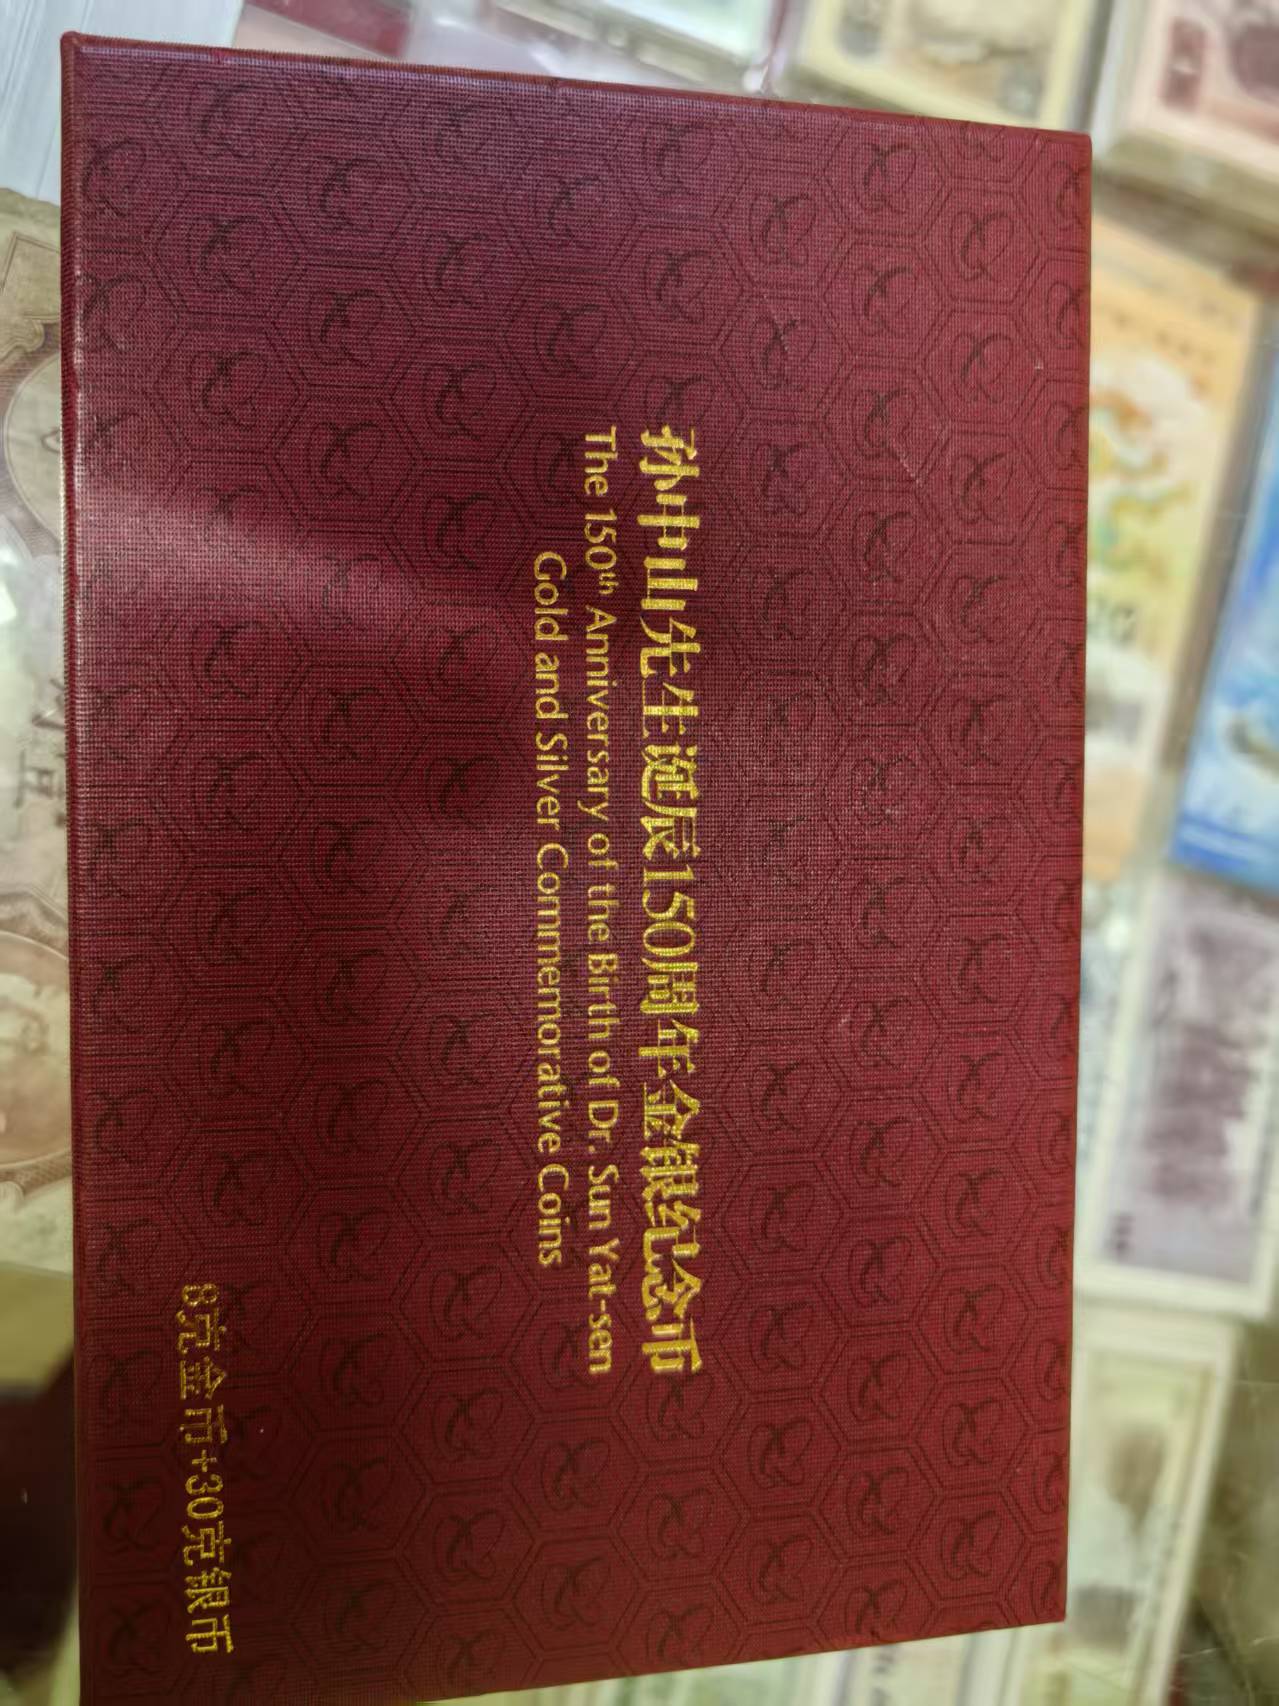 孙中山先生诞辰150周年金银纪念币
The 150th Anniversary of the Birth of Dr. Sun Yat-sen
Gold and Silver Commemorative Coins
8克金币+30克银币